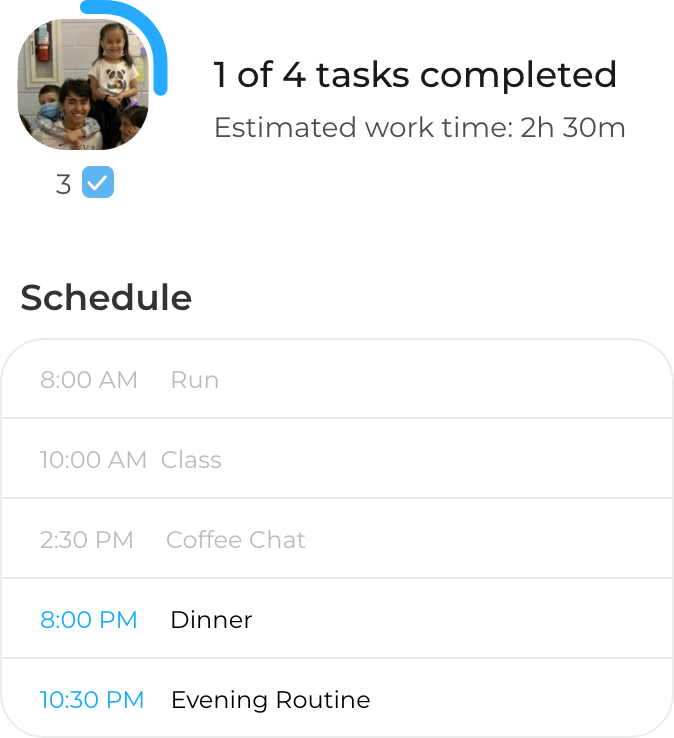 1 of 4 tasks completed
Estimated work time: 2h 30m
3
Schedule
8:00 AM Run
10:00 AM Class
2:30 PM Coffee Chat
8:00 PM Dinner
10:30 PM Evening Routine